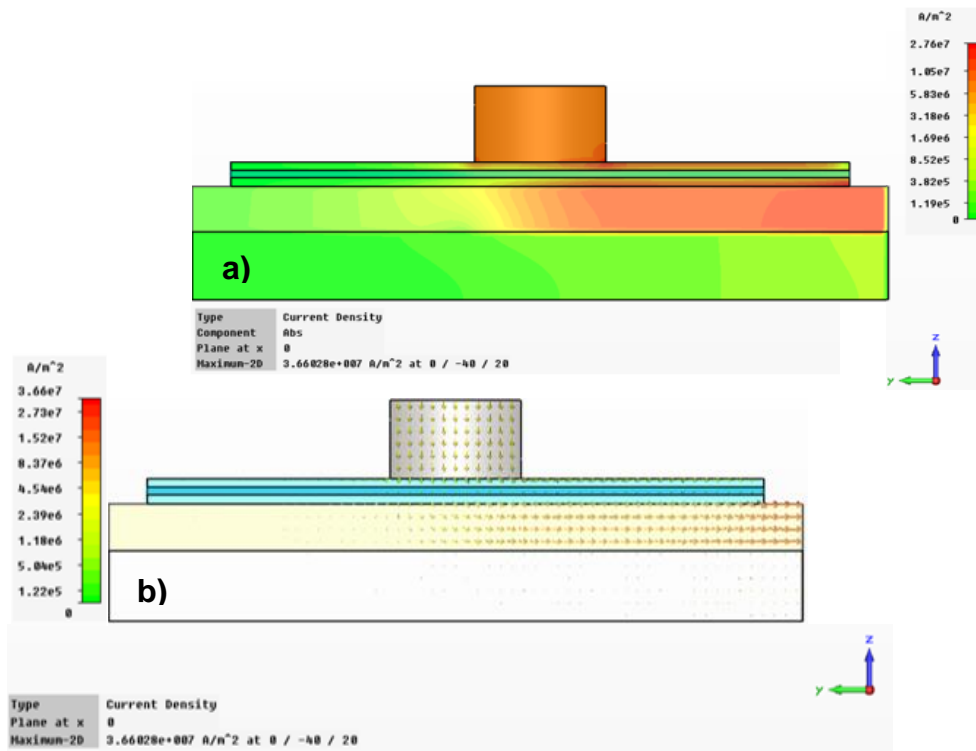 A/m^2
2.76e7
1.05e7
5.83e6
3.18e6
1.69e6
8.52e5
3.82e5
1.19e5
0
a)
Type Current Density
Component Abs
Plane at x 0
Maximum-2D 3.66028e+007 A/m^2 at 0 / -40 / 20
z
y
A/m^2
3.66e7
2.73e7
1.52e7
8.37e6
4.54e6
2.39e6
1.18e6
5.04e5
1.22e5
0
b)
z
y
Type Current Density
Plane at x 0
Maximum-2D 3.66028e+007 A/m^2 at 0 / -40 / 20